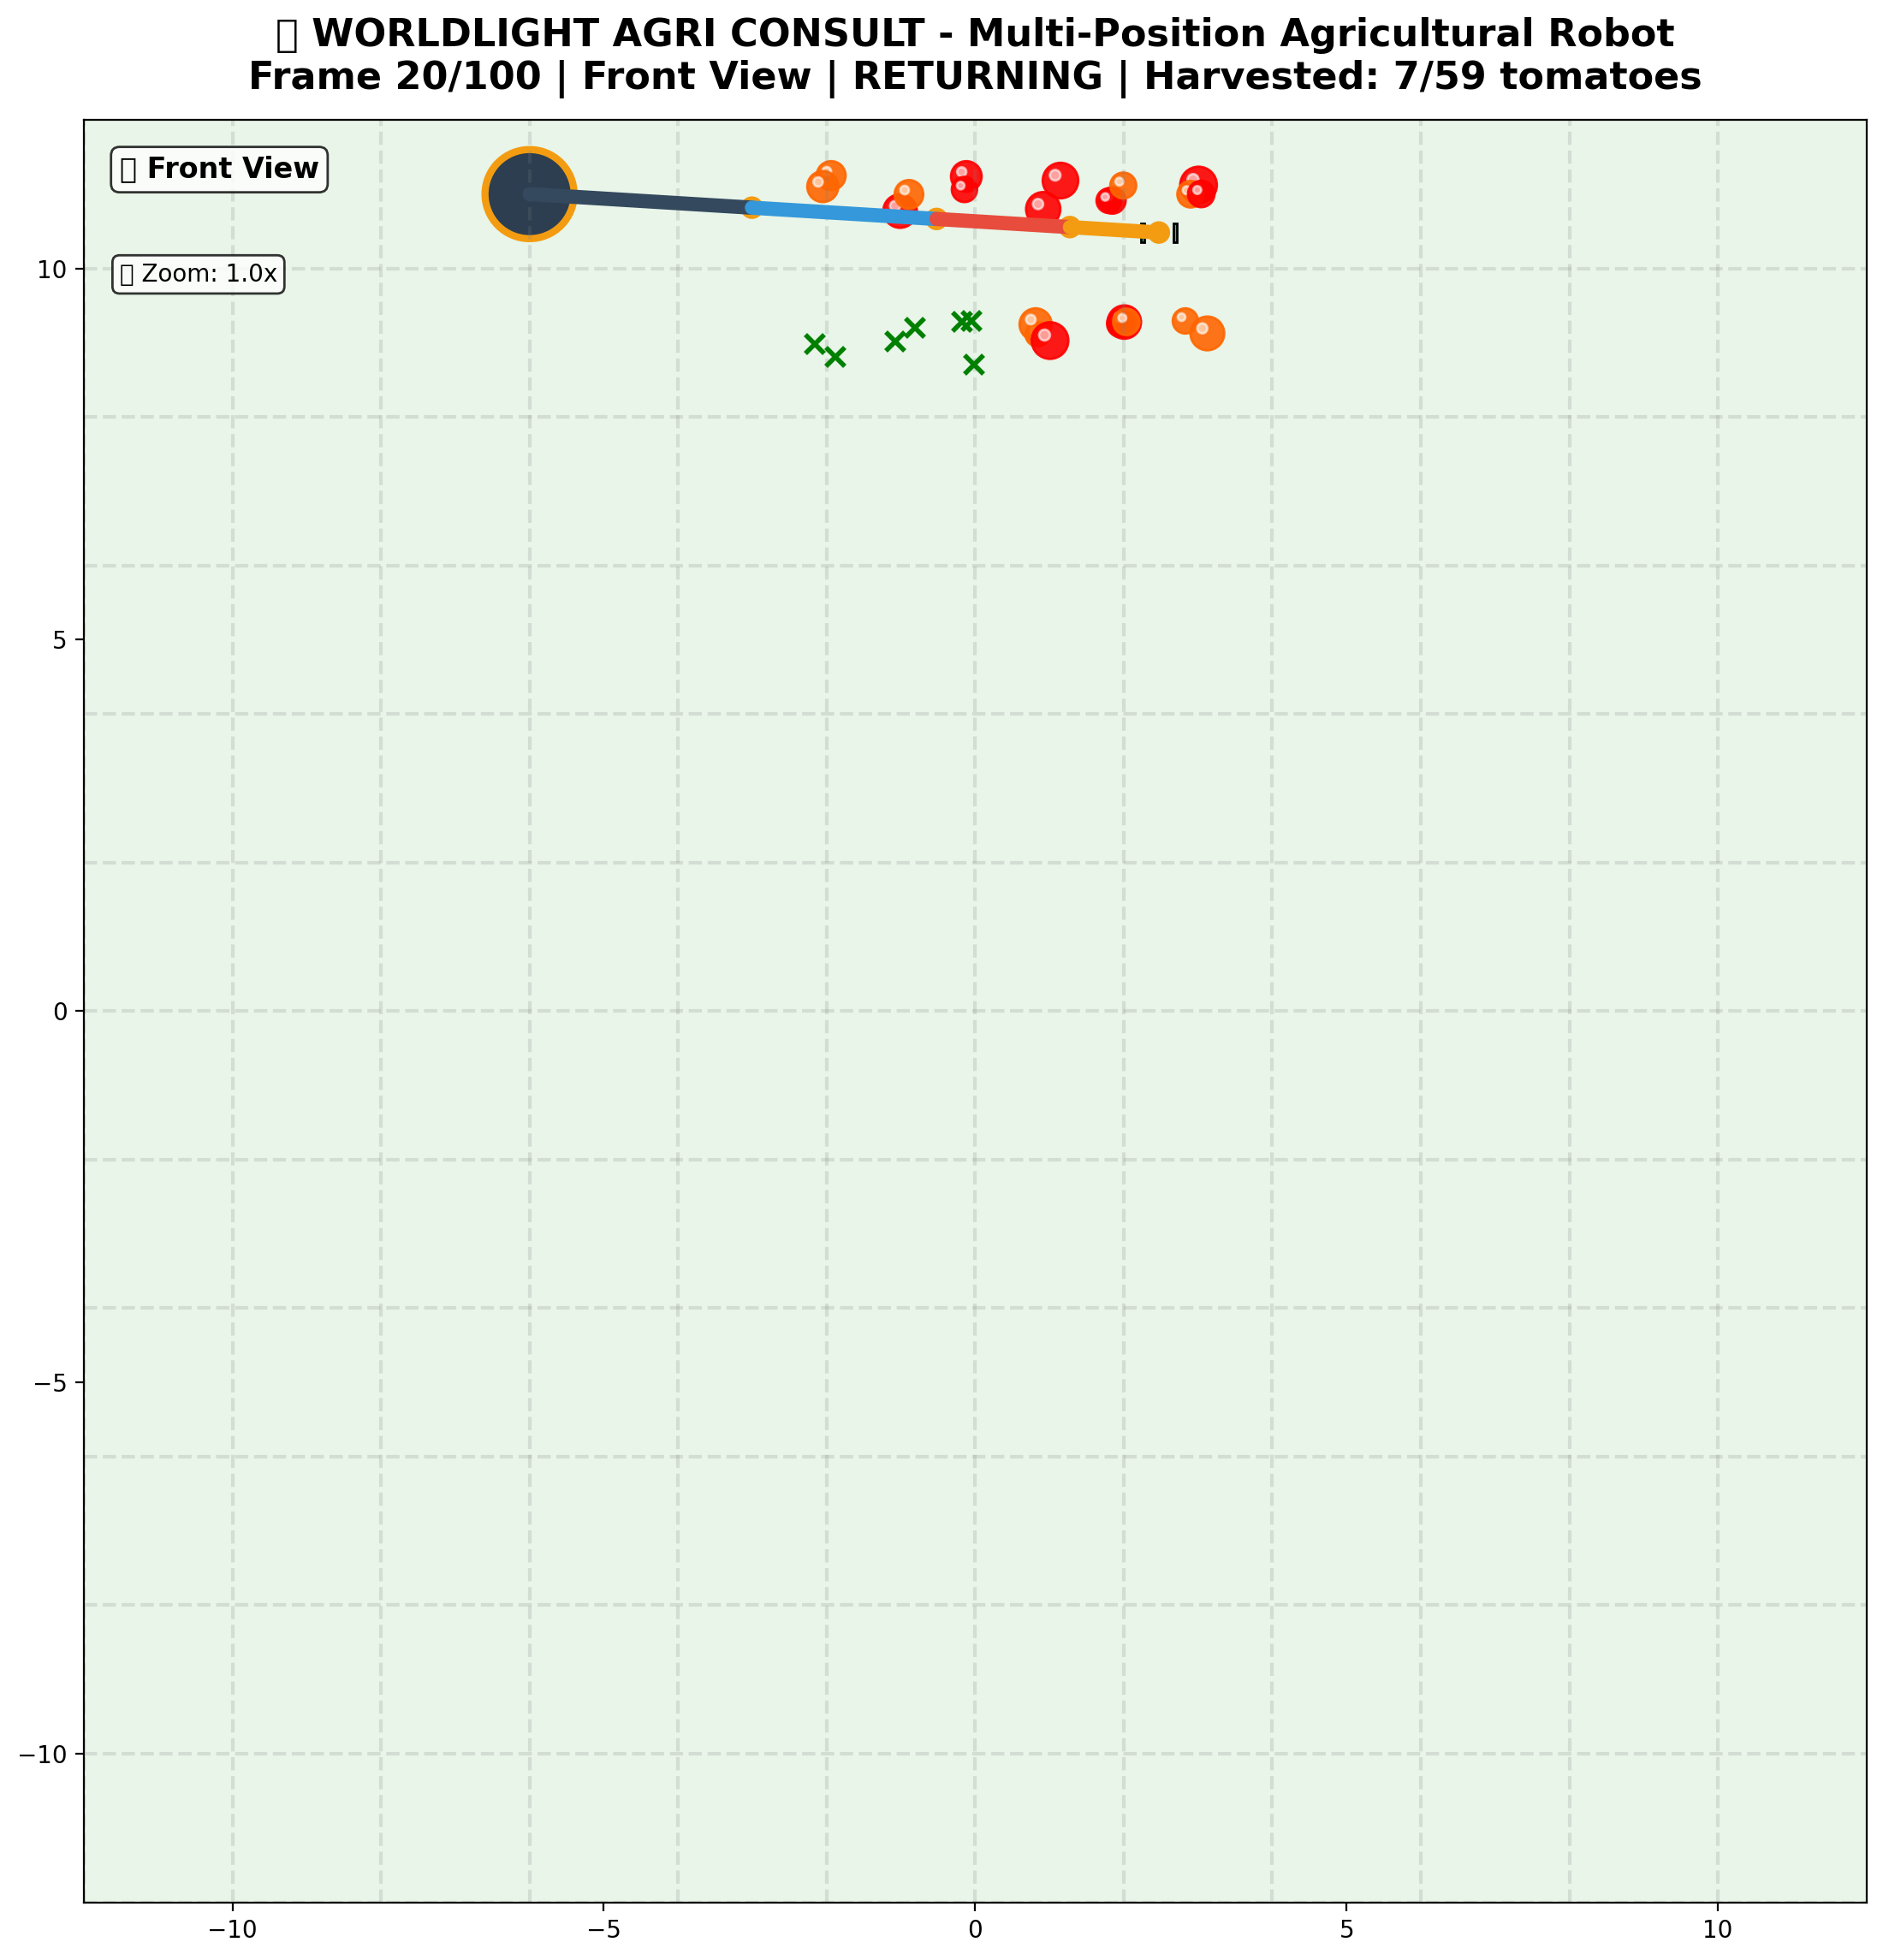 WORLDLIGHT AGRI CONSULT - Multi-Position Agricultural Robot
Frame 20/100 | Front View | RETURNING | Harvested: 7/59 tomatoes
Front View
Zoom: 1.0x
10
5
0
−5
−10
−10
−5
0
5
10